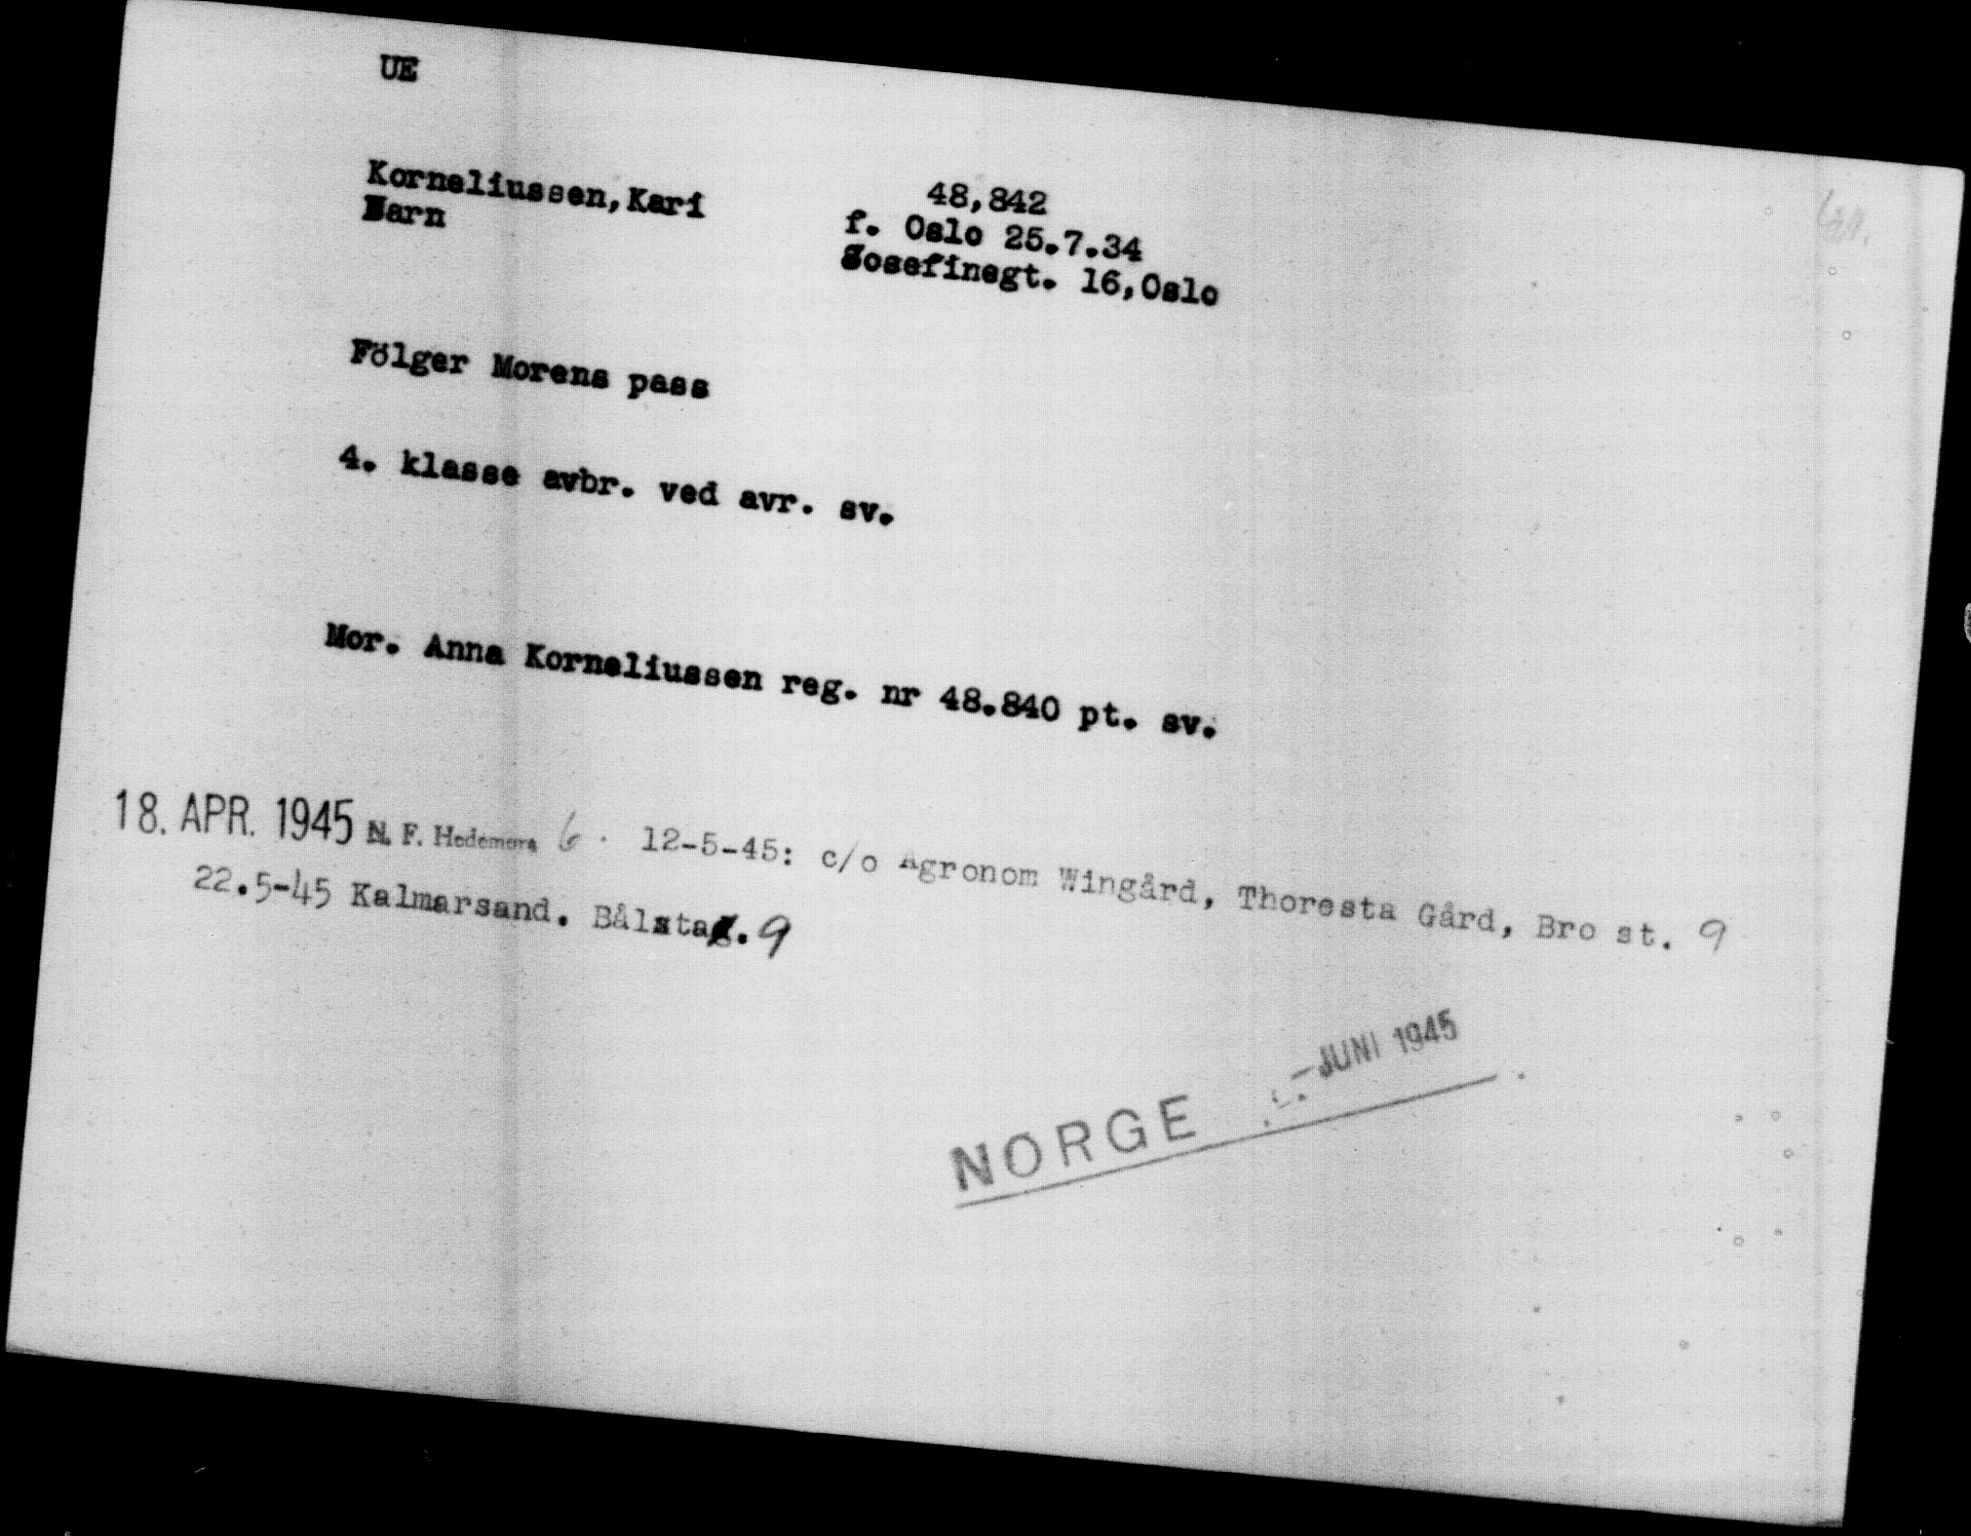 UE
Korneliussen,Kari 48,842
Barn f. Oslo 25.7.34
Josefinegt. 16,Oslo
Fölger Morens pass
4. klasse avbr. ved avr. sv.
Mor. Anna Korneliussen reg. nr 48.840 pt. sv.
18. APR. 1945 N. F. Hedemora 6. 12-5-45: c/o Agronom Wingård, Thoresta Gård, Bro st. 9
22.5-45 Kalmarsand. Bålsta. 9
NORGE - JUNI 1945